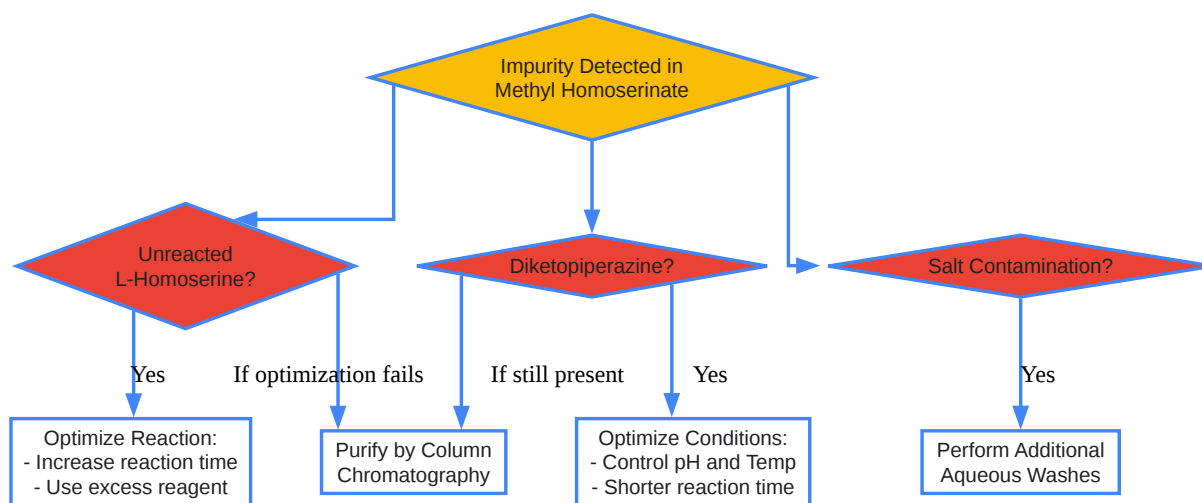 Impurity Detected in
Methyl Homoserinate
Unreacted
L-Homoserine?
Diketopiperazine?
Salt Contamination?
Yes
If optimization fails
If still present
Yes
Yes
Optimize Reaction:
- Increase reaction time
- Use excess reagent
Purify by Column
Chromatography
Optimize Conditions:
- Control pH and Temp
- Shorter reaction time
Perform Additional
Aqueous Washes